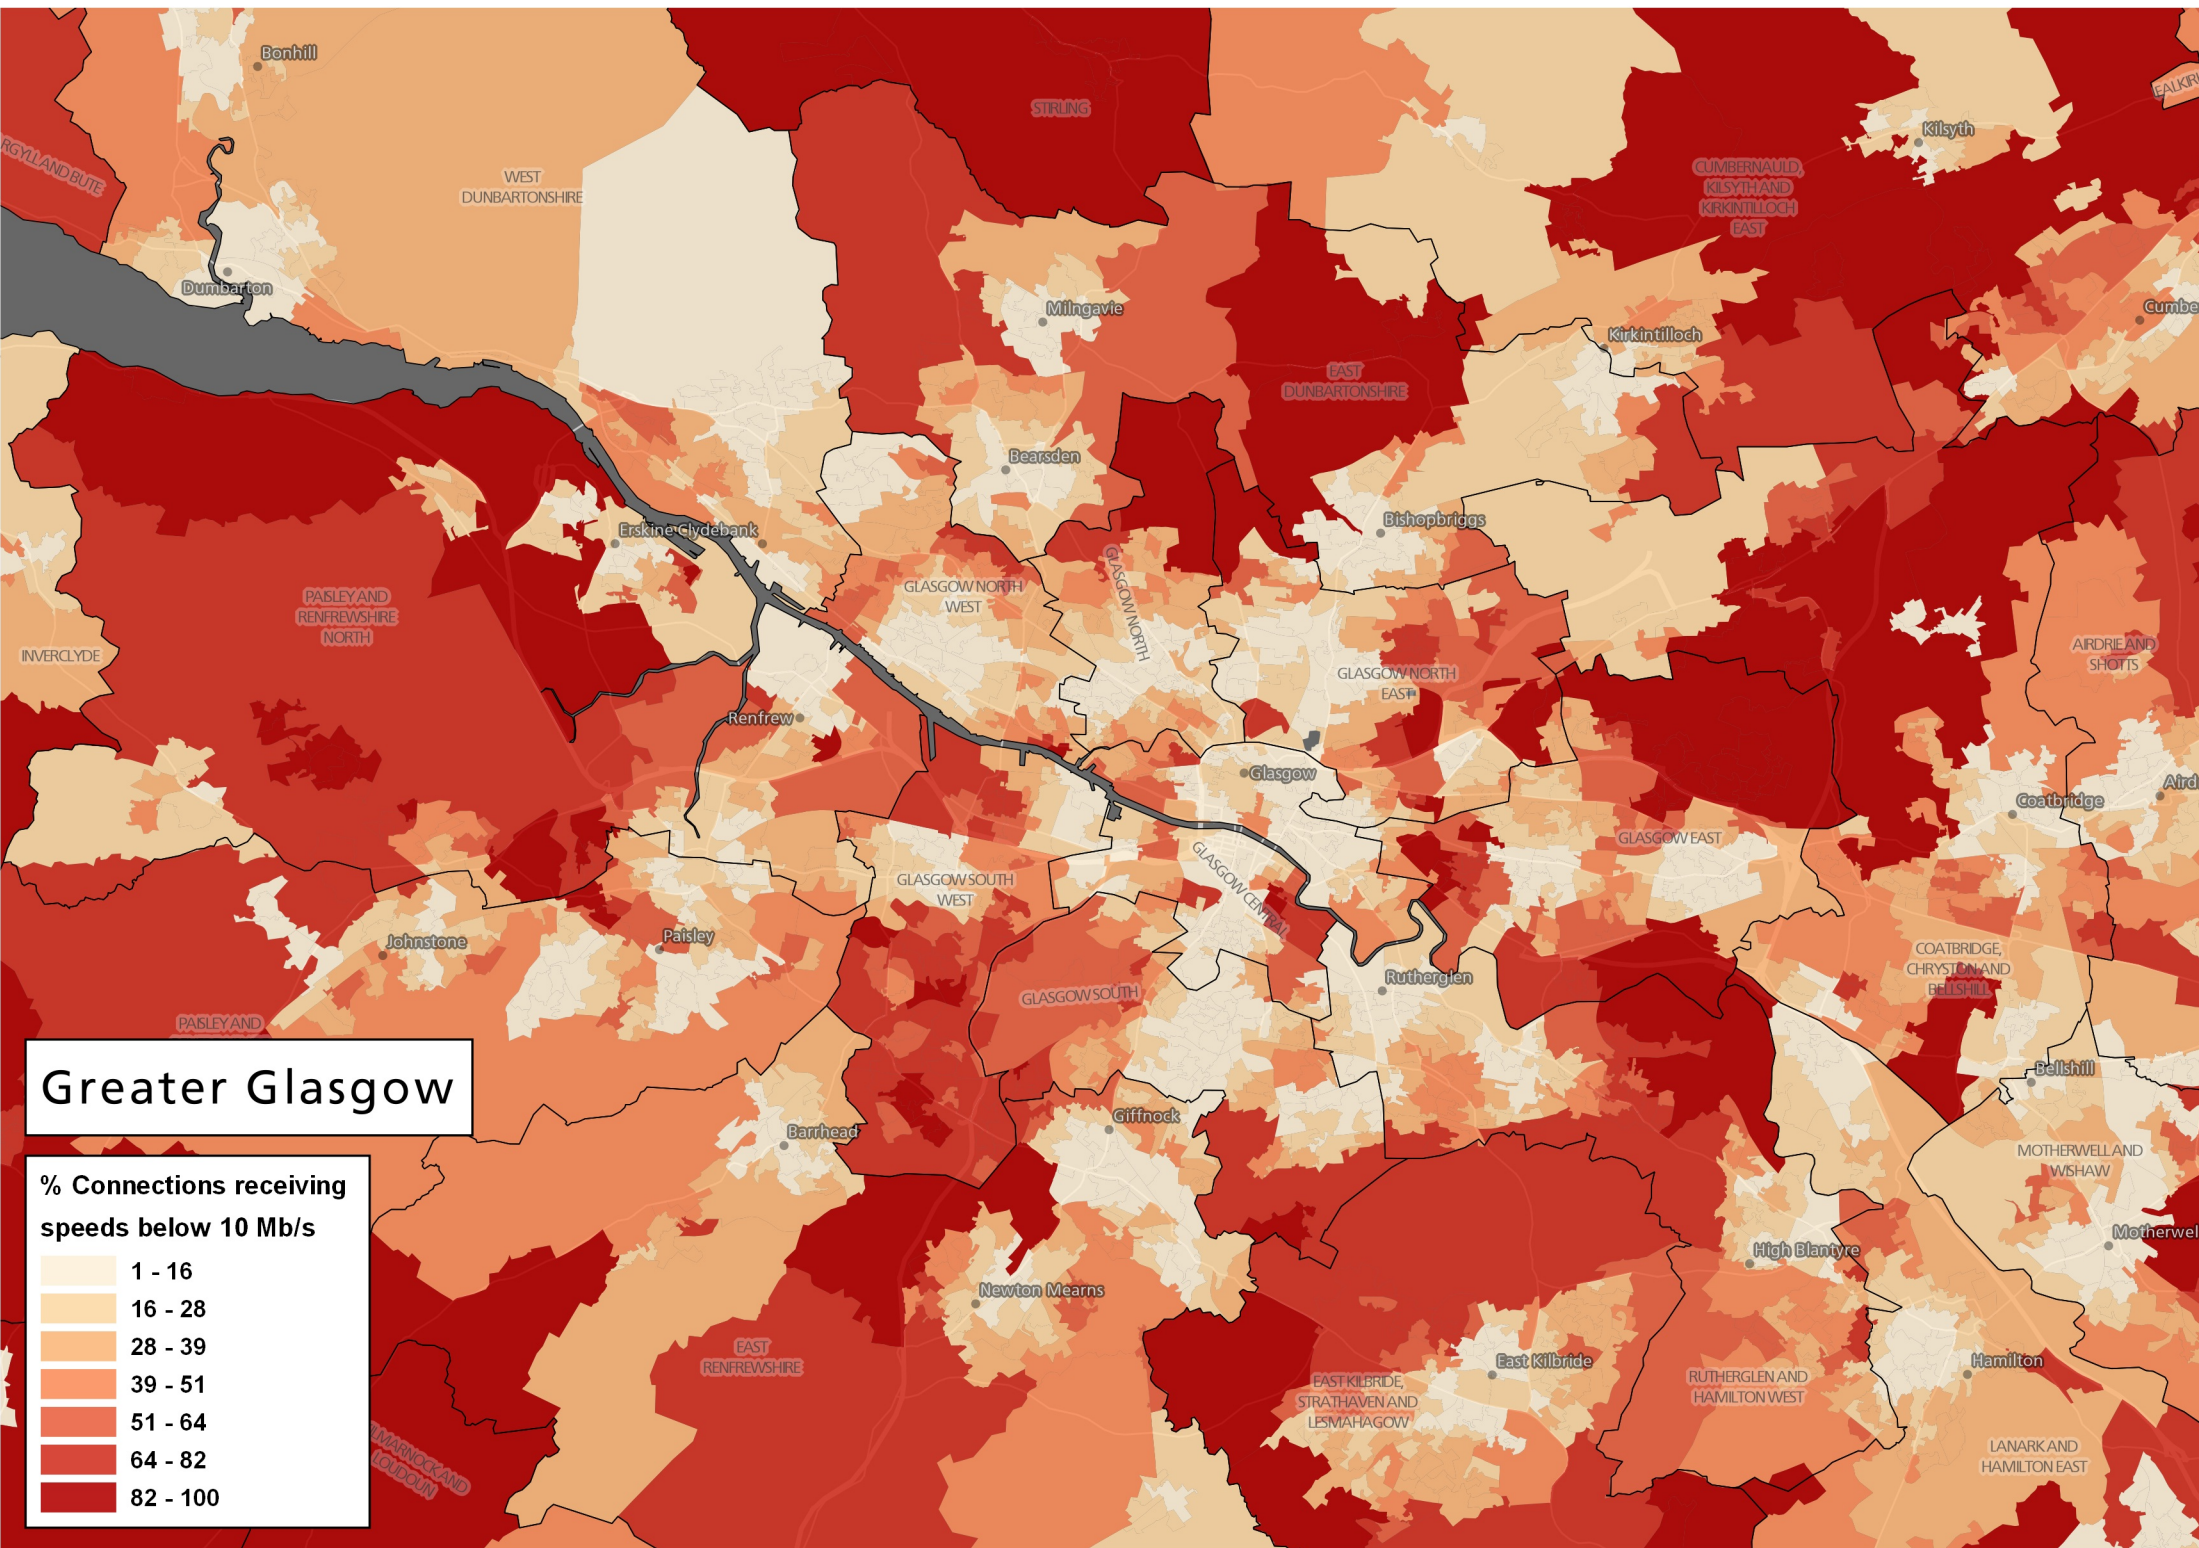 Bonhill
STIRLING
FALKIRK
Kilsyth
ARGYLL AND BUTE
WEST
DUNBARTONSHIRE
CUMBERNAULD,
KILSYTH AND
KIRKINTILLOCH
EAST
Dumbarton
Milngavie
Kirkintilloch
Cumbe
EAST
DUNBARTONSHIRE
Bearsden
Erskine
Clydebank
Bishopbriggs
PAISLEY AND
RENFREWSHIRE
NORTH
GLASGOW NORTH
WEST
GLASGOW NORTH
INVERCLYDE
AIRDRIE AND
SHOTTS
GLASGOW NORTH
EAST
Renfrew
Glasgow
Aird
Coatbridge
GLASGOW EAST
GLASGOW SOUTH
WEST
GLASGOW CENTRAL
Johnstone
Paisley
COATBRIDGE,
CHRYSTON AND
BELLSHILL
Rutherglen
GLASGOW SOUTH
PAISLEY AND
Bellshill
Greater Glasgow
Giffnock
Barrhead
MOTHERWELL AND
WISHAW
Motherwel
High Blantyre
Newton Mearns
EAST
RENFREWSHIRE
East Kilbride
EAST KILBRIDE,
STRATHAVEN AND
LESMAHAGOW
RUTHERGLEN AND
HAMILTON WEST
Hamilton
LANARK AND
HAMILTON EAST
ILMARNOCK AND
LOUDOUN
% Connections receiving
speeds below 10 Mb/s
1 - 16
16 - 28
28 - 39
39 - 51
51 - 64
64 - 82
82 - 100